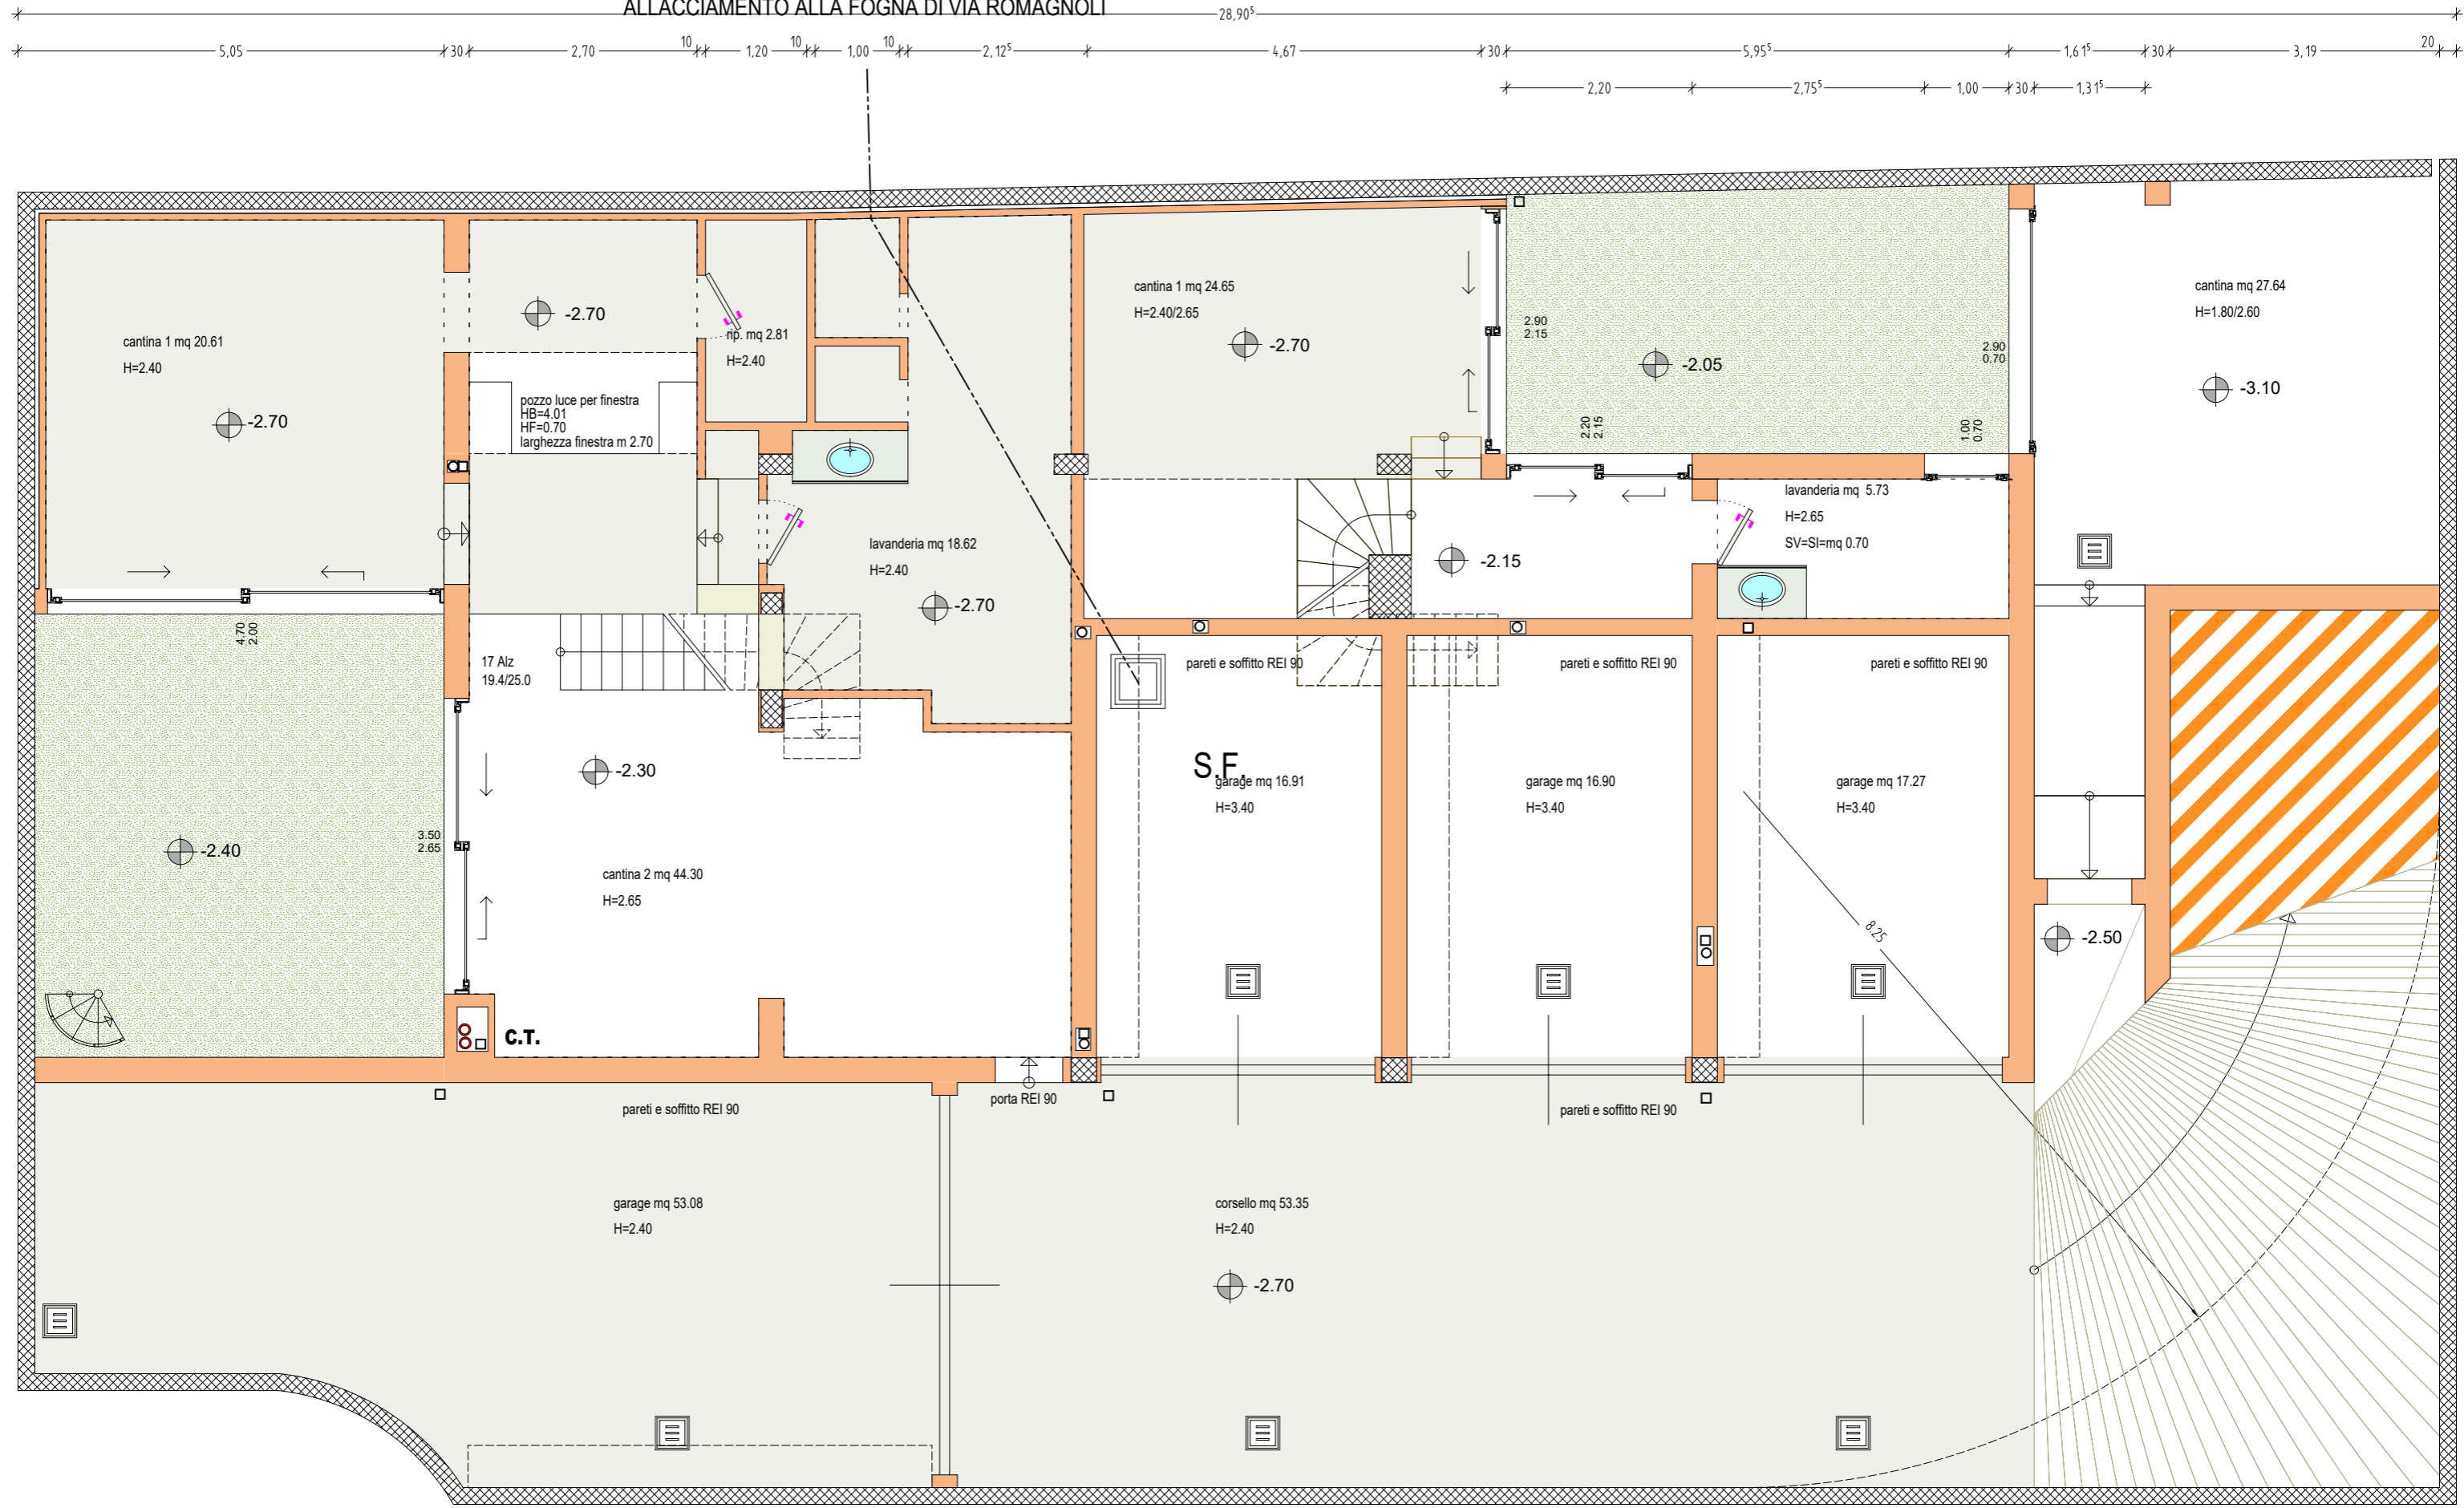 ALLACCIAMENTO ALLA FOGNA DI VIA ROMAGNOLI
28,90⁵
5,05 30 2,70 10 1,20 10 1,00 10 2,12⁵ 4,67 30 5,95⁵ 1,61⁵ 30 3,19 20
2,20 2,75⁵ 1,00 30 1,31⁵
cantina 1 mq 20.61
H=2.40
-2.70
-2.70
np. mq 2.81
H=2.40
pozzo luce per finestra
HB=4.01
HF=0.70
larghezza finestra m 2.70
cantina 1 mq 24.65
H=2.40/2.65
-2.70
2.90
2.15
-2.05
2.90
0.70
2.20
2.15
1.00
0.70
cantina mq 27.64
H=1.80/2.60
-3.10
lavanderia mq 18.62
H=2.40
-2.70
-2.15
lavanderia mq 5.73
H=2.65
SV=SI=mq 0.70
4.70
2.00
17 Alz
19.4/25.0
pareti e soffitto REI 90
pareti e soffitto REI 90
pareti e soffitto REI 90
-2.30
-2.40
3.50
2.65
cantina 2 mq 44.30
H=2.65
S.F.
garage mq 16.91
H=3.40
garage mq 16.90
H=3.40
garage mq 17.27
H=3.40
8.25
-2.50
C.T.
pareti e soffitto REI 90
porta REI 90
pareti e soffitto REI 90
garage mq 53.08
H=2.40
corsello mq 53.35
H=2.40
-2.70